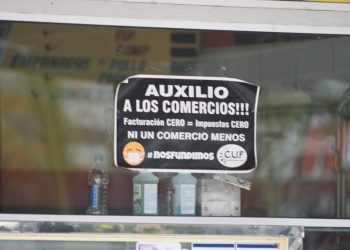 AUXILIO
A LOS COMERCIOS!!!
Facturación CERO = Impuestos CERO
NI UN COMERCIO MENOS
#NOSFUNDIMOS
C.U.F